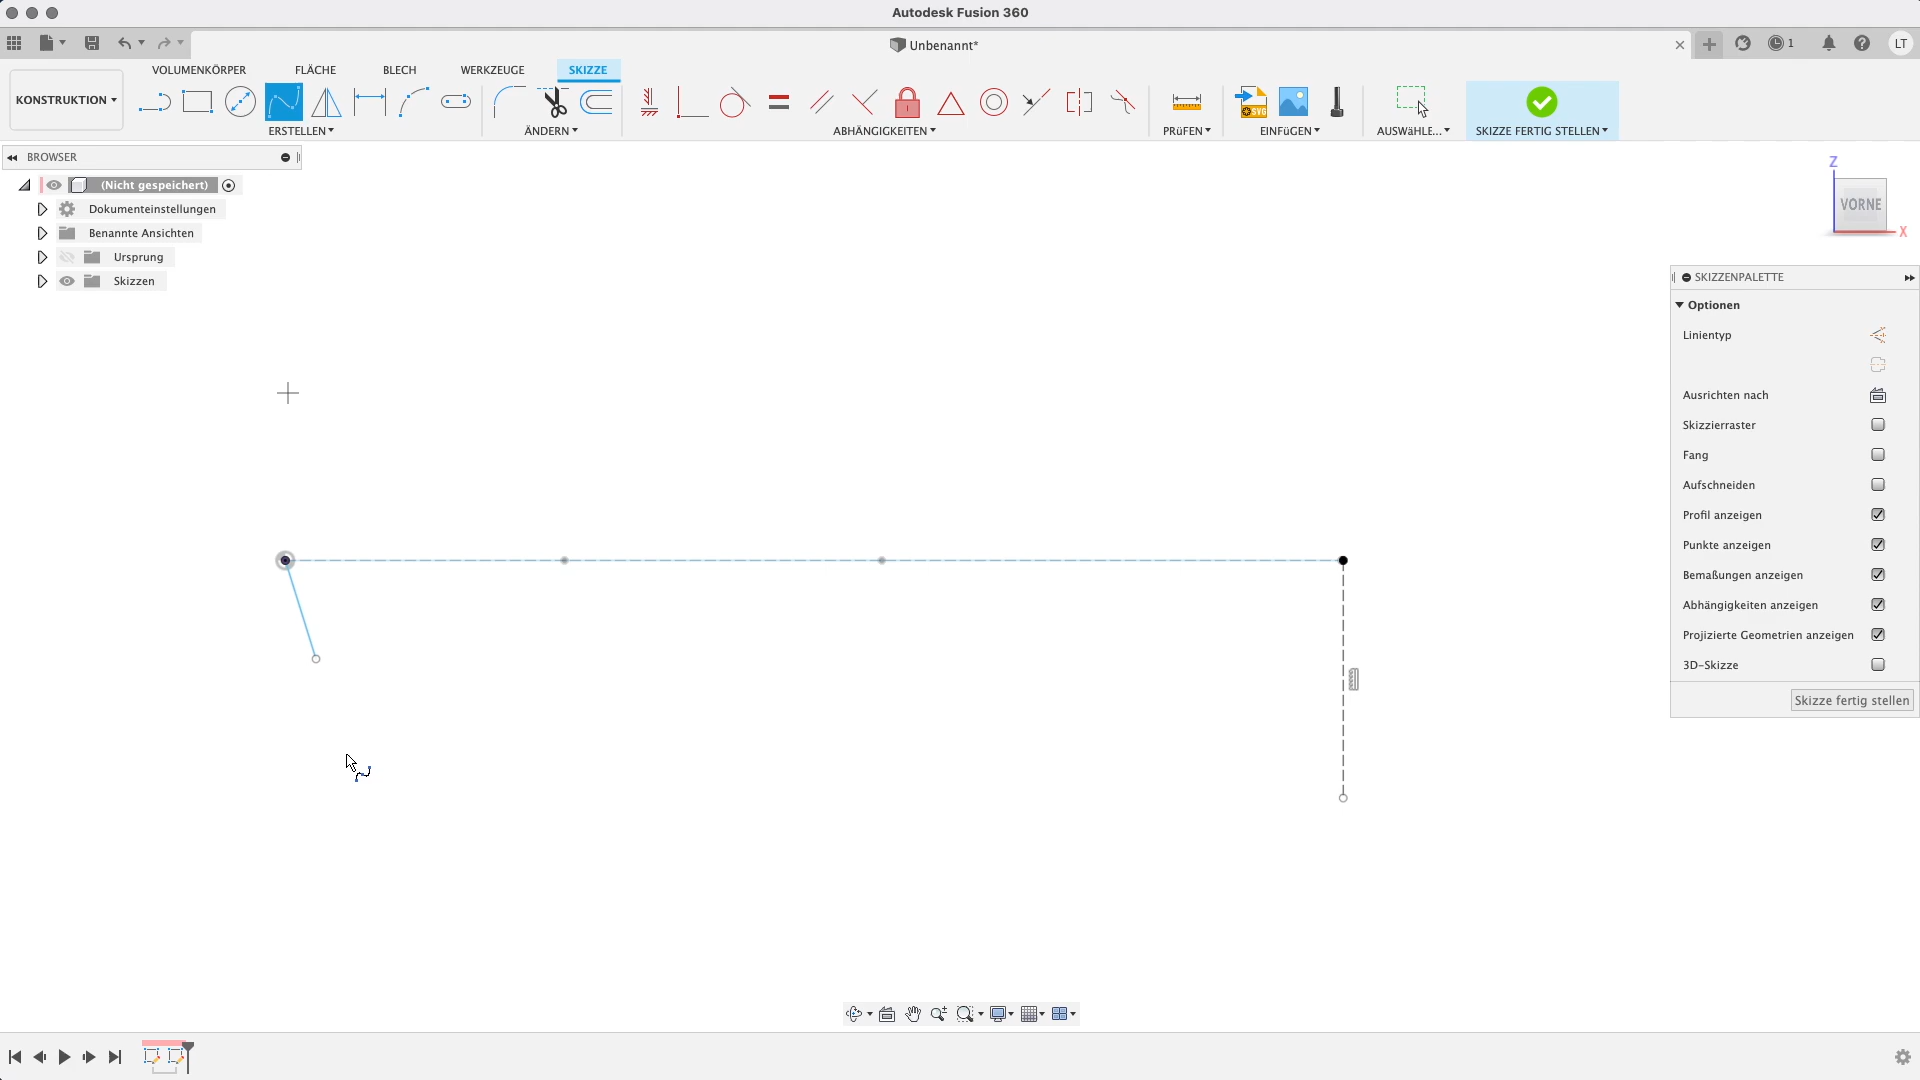 Autodesk Fusion 360
Unbenannt*
1
LT
VOLUMENKÖRPER FLÄCHE BLECH WERKZEUGE SKIZZE
KONSTRUKTION
ERSTELLEN ÄNDERN ABHÄNGIGKEITEN PRüFEN EINFüGEN AUSWäHLE... SKIZZE FERTIG STELLEN
BROWSER
(Nicht gespeichert)
Dokumenteinstellungen
Benannte Ansichten
Ursprung
Skizzen
Z
VORNE
X
SKIZZENPALETTE
Optionen
Linientyp
Ausrichten nach
Skizzierraster
Fang
Aufschneiden
Profil anzeigen
Punkte anzeigen
Bemaßungen anzeigen
Abhängigkeiten anzeigen
Projizierte Geometrien anzeigen
3D-Skizze
Skizze fertig stellen